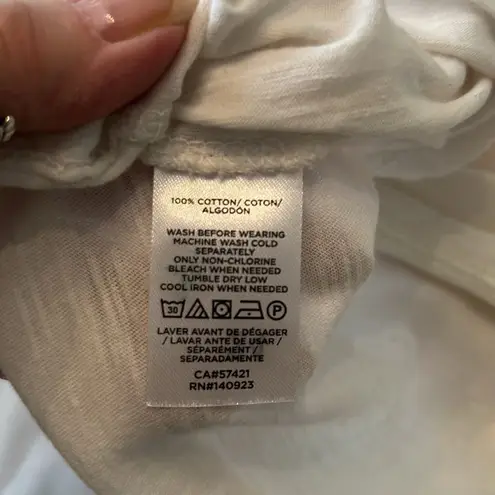 100% COTTON/ COTON/
ALGODÓN
WASH BEFORE WEARING
MACHINE WASH COLD
SEPARATELY
ONLY NON-CHLORINE
BLEACH WHEN NEEDED
TUMBLE DRY LOW
COOL IRON WHEN NEEDED
30 P
LAVER AVANT DE DÉGAGER
/ LAVAR ANTE DE USAR /
SÉPARÉMENT /
SEPARADAMENTE
CA#57421
RN#140923